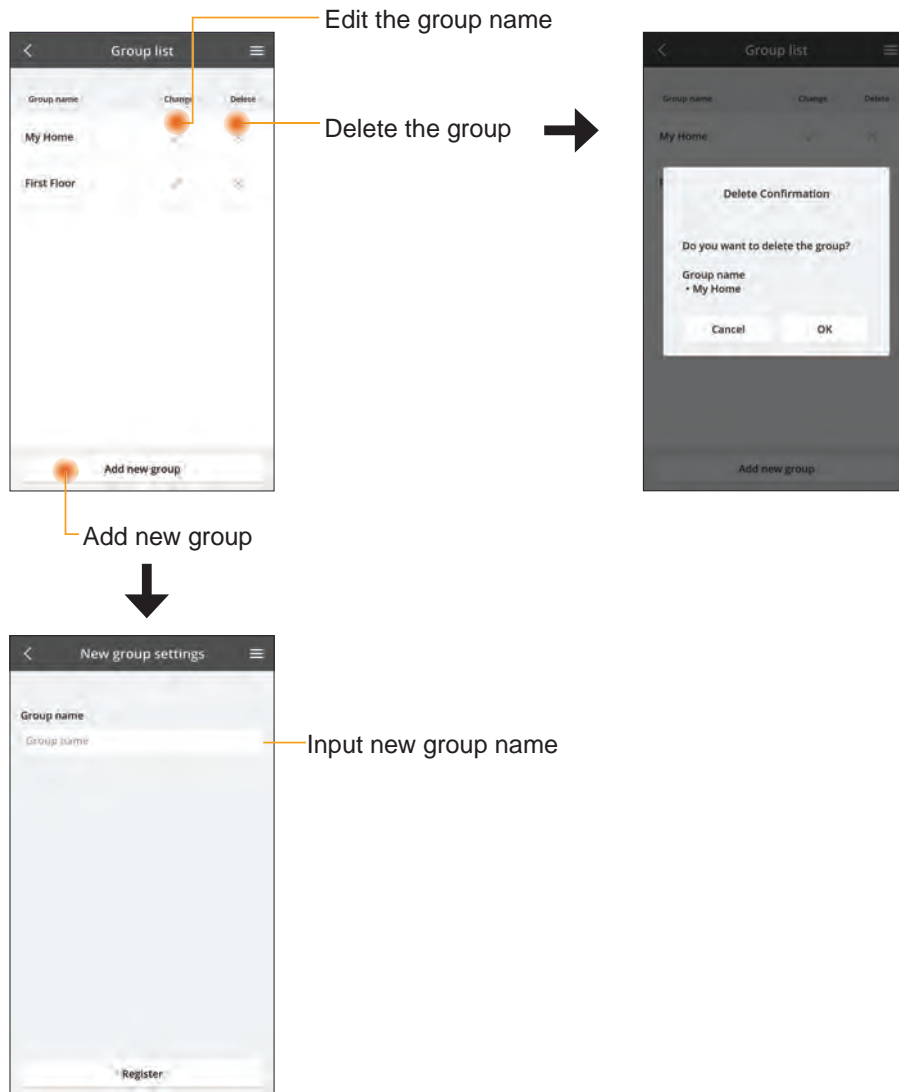 Edit the group name
Group list
Group name Change Delete
My Home
First Floor
Delete the group
Add new group
Add new group
Group list
Group name Change Delete
My Home
Delete Confirmation
Do you want to delete the group?
Group name
• My Home
Cancel OK
Add new group
New group settings
Group name
Group name
Input new group name
Register